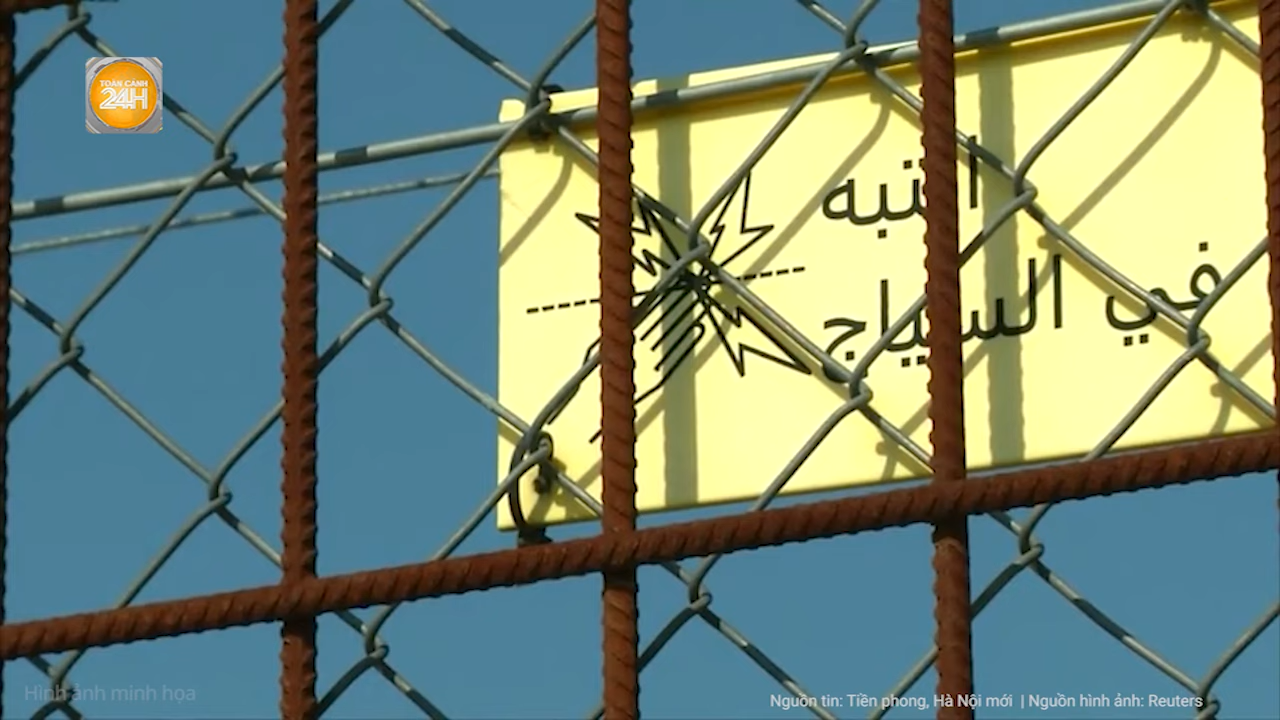 TOÀN CẢNH
24H
انتبه
في السياج
Hình ảnh minh họa
Nguồn tin: Tiền phong, Hà Nội mới | Nguồn hình ảnh: Reuters